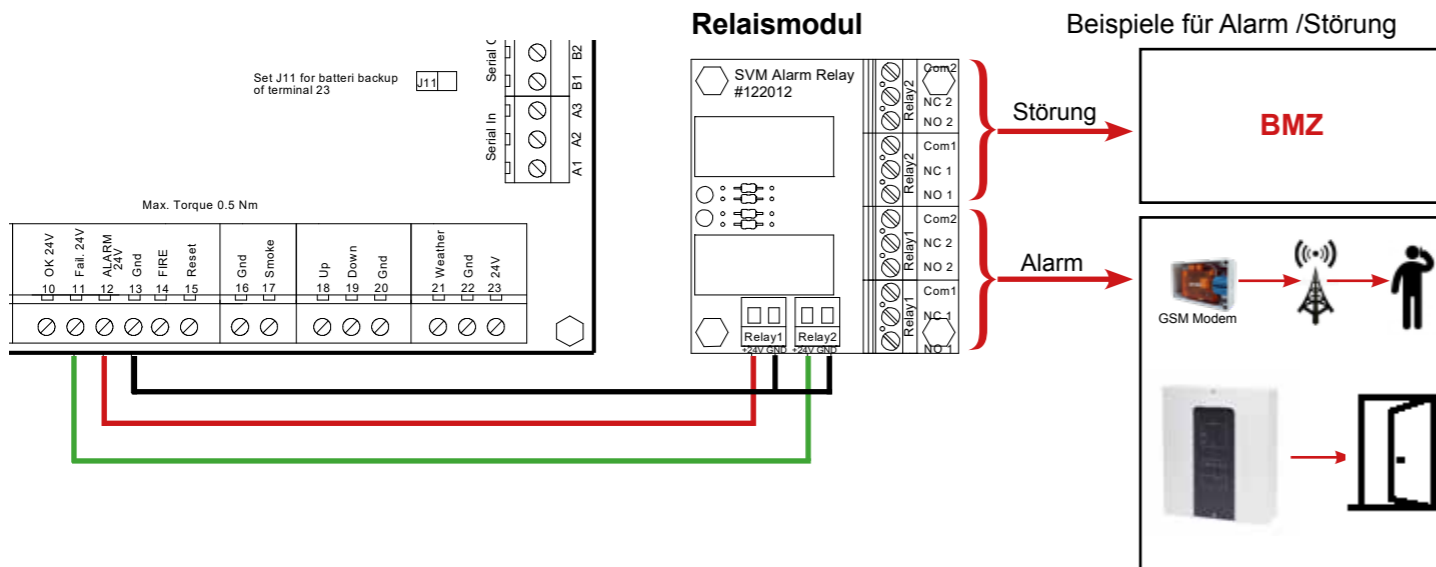 Relaismodul
Beispiele für Alarm /Störung
Set J11 for batteri backup
of terminal 23
J11
Serial
B2
B1
Serial In
A3
A2
A1
Max. Torque 0.5 Nm
OK 24V
Fail. 24V
ALARM
24V
Gnd
FIRE
Reset
Gnd
Smoke
Up
Down
Gnd
Weather
Gnd
24V
10
11
12
13
14
15
16
17
18
19
20
21
22
23
SVM Alarm Relay
#122012
Relay2
Com2
NC 2
NO 2
Relay2
Com1
NC 1
NO 1
Relay1
Com2
NC 2
NO 2
Relay1
Com1
NC 1
NO 1
Relay1
Relay2
+24V GND
+24V GND
Störung
BMZ
Alarm
GSM Modem